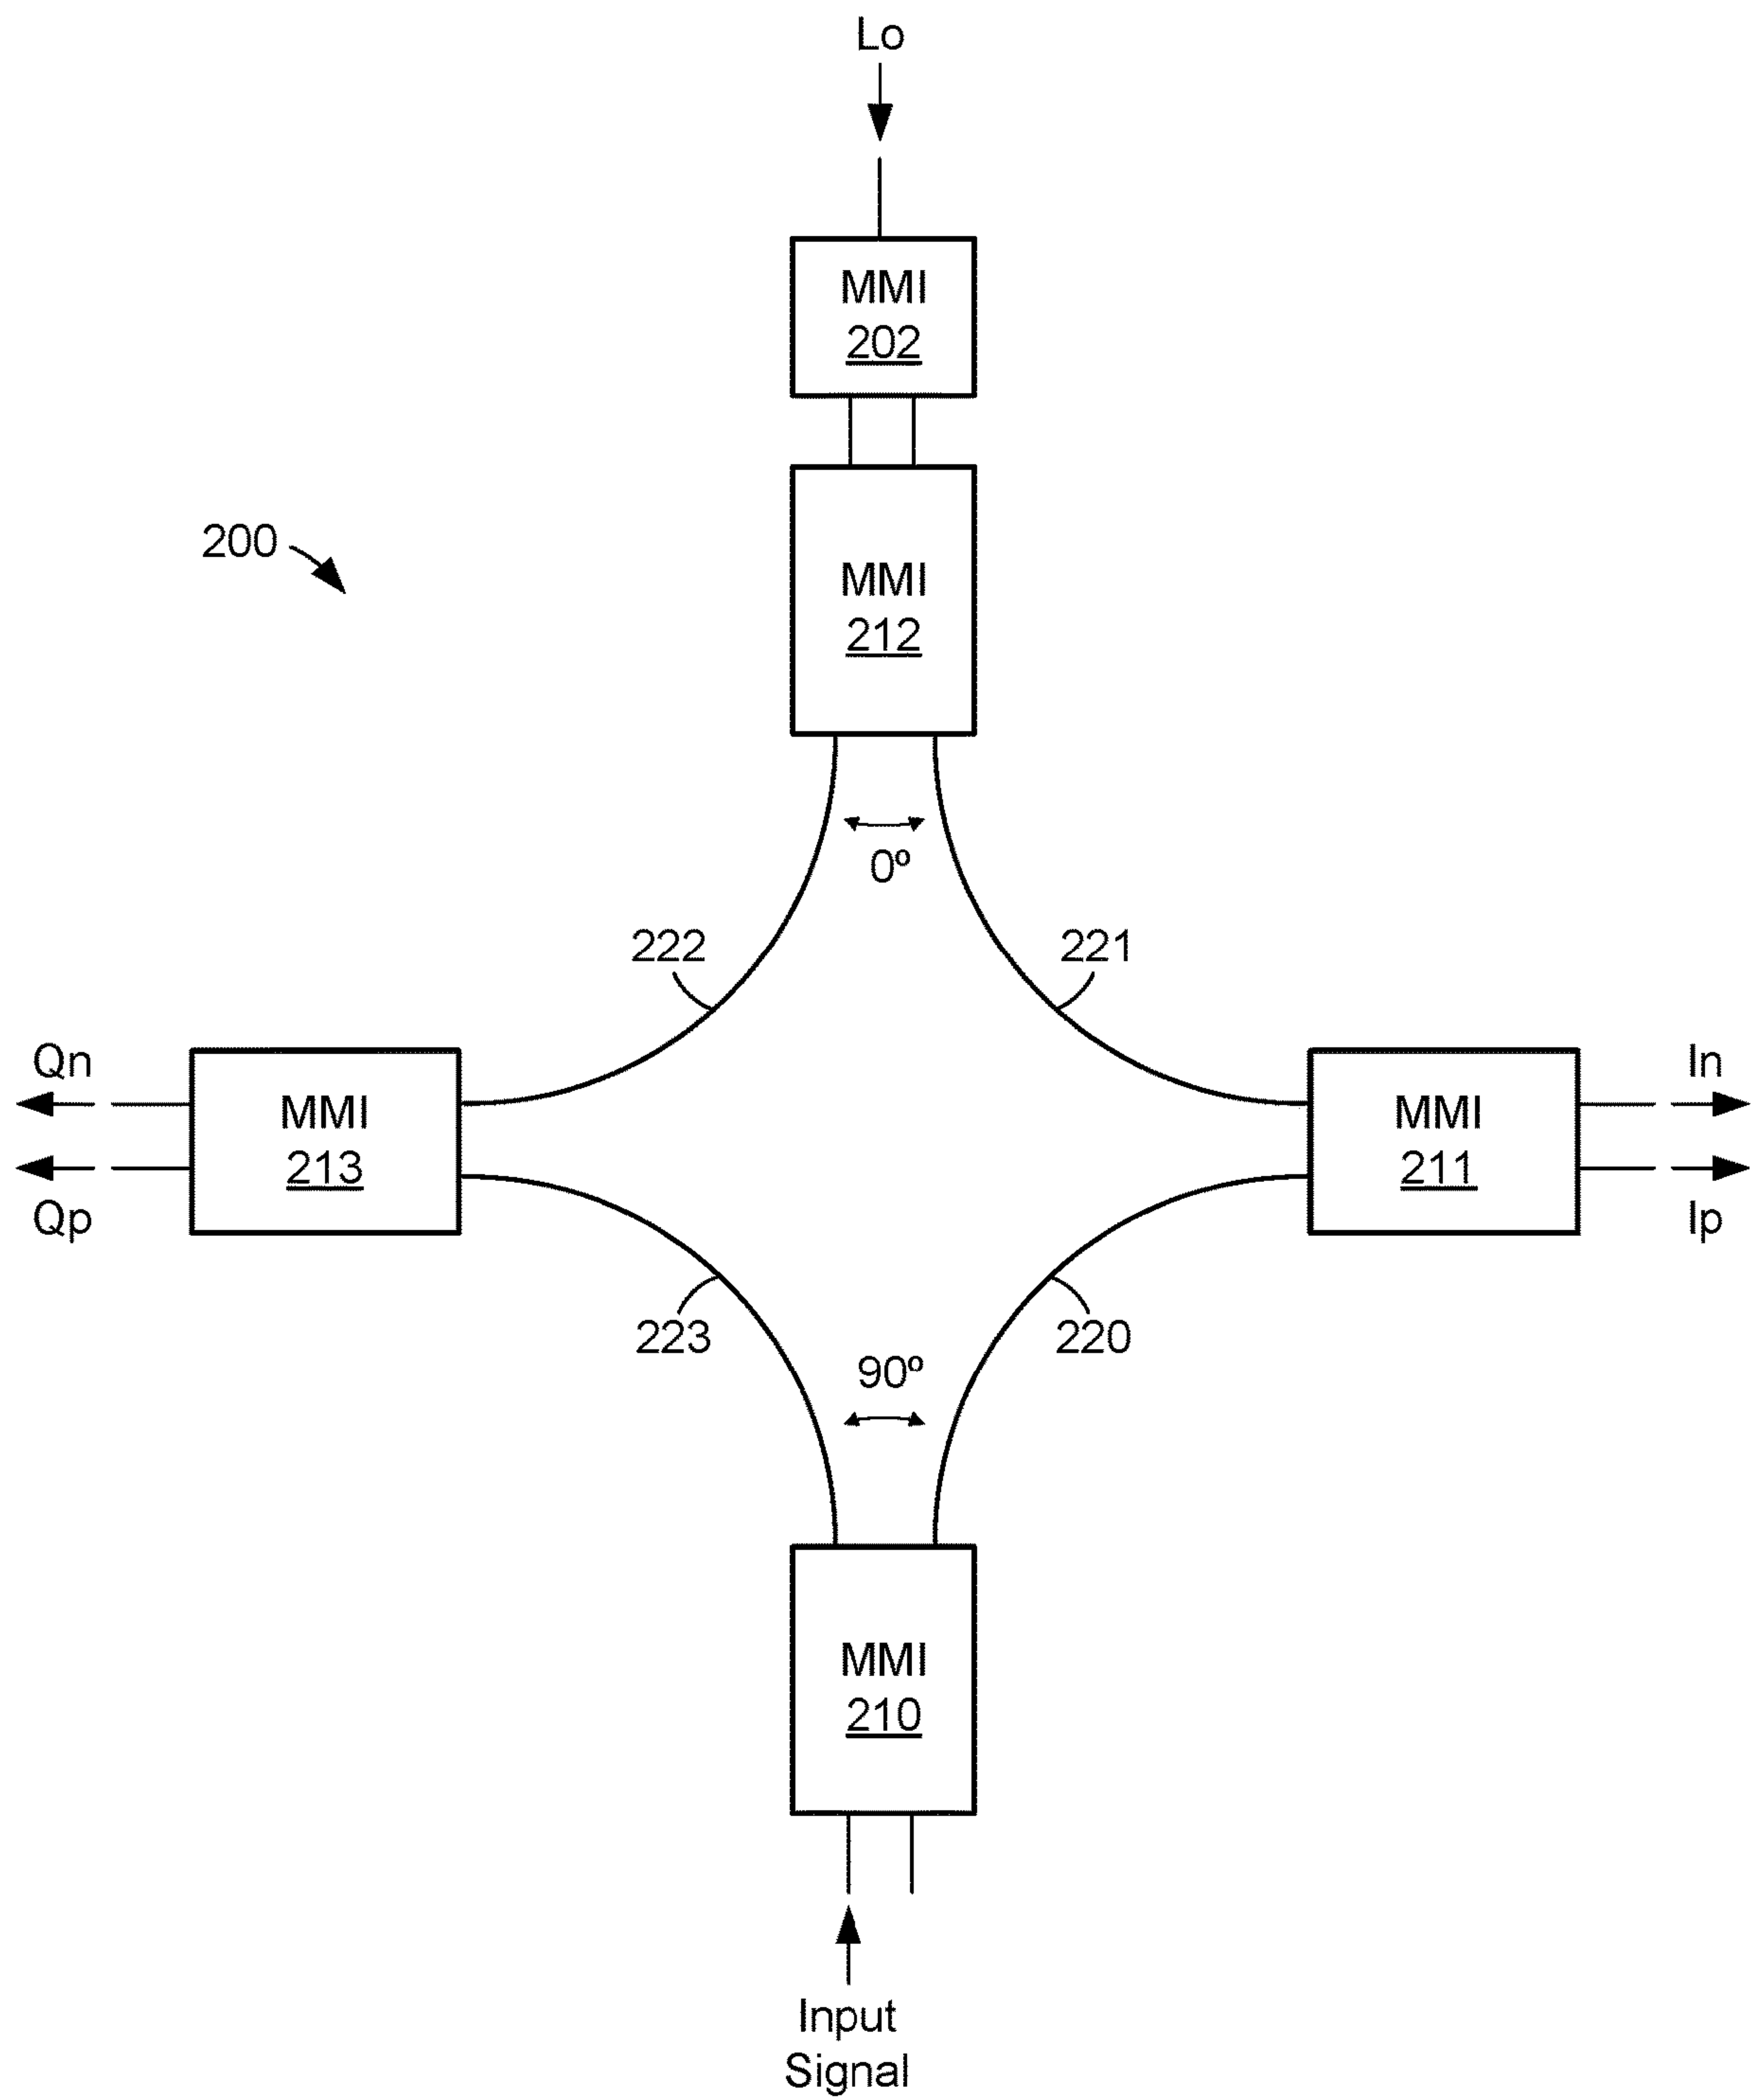 Lo
MMI
202
200
MMI
212
0º
222
221
Qn
In
MMI
213
MMI
211
Qp
Ip
223
220
90º
MMI
210
Input
Signal